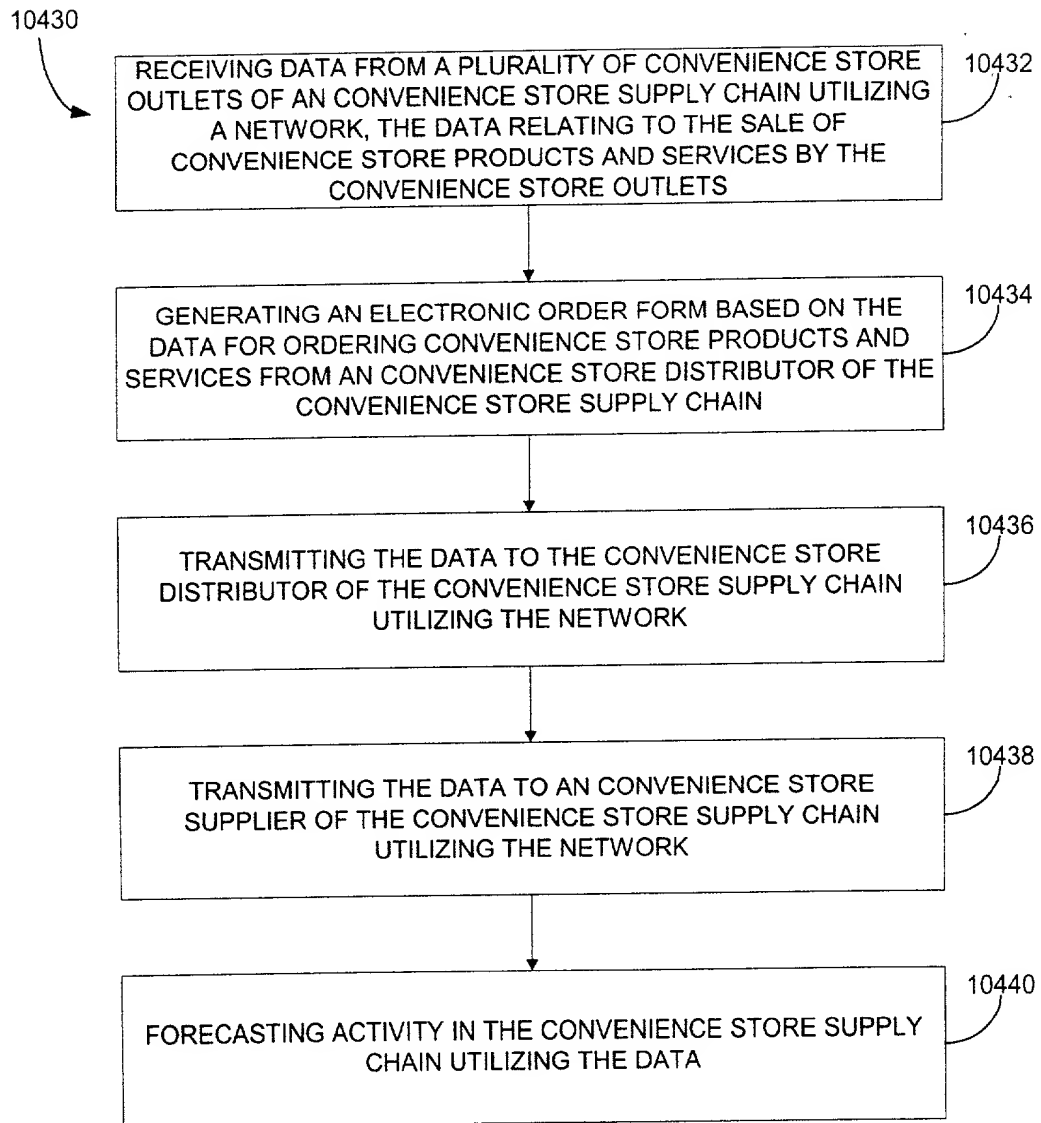 10430
RECEIVING DATA FROM A PLURALITY OF CONVENIENCE STORE
OUTLETS OF AN CONVENIENCE STORE SUPPLY CHAIN UTILIZING
A NETWORK, THE DATA RELATING TO THE SALE OF
CONVENIENCE STORE PRODUCTS AND SERVICES BY THE
CONVENIENCE STORE OUTLETS
10432
GENERATING AN ELECTRONIC ORDER FORM BASED ON THE
DATA FOR ORDERING CONVENIENCE STORE PRODUCTS AND
SERVICES FROM AN CONVENIENCE STORE DISTRIBUTOR OF THE
CONVENIENCE STORE SUPPLY CHAIN
10434
TRANSMITTING THE DATA TO THE CONVENIENCE STORE
DISTRIBUTOR OF THE CONVENIENCE STORE SUPPLY CHAIN
UTILIZING THE NETWORK
10436
TRANSMITTING THE DATA TO AN CONVENIENCE STORE
SUPPLIER OF THE CONVENIENCE STORE SUPPLY CHAIN
UTILIZING THE NETWORK
10438
FORECASTING ACTIVITY IN THE CONVENIENCE STORE SUPPLY
CHAIN UTILIZING THE DATA
10440